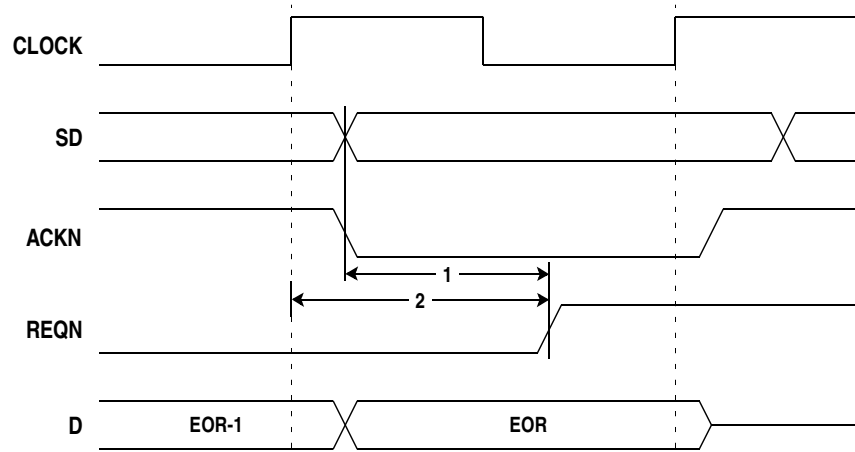 CLOCK
SD
ACKN
1
2
REQN
D EOR-1 EOR